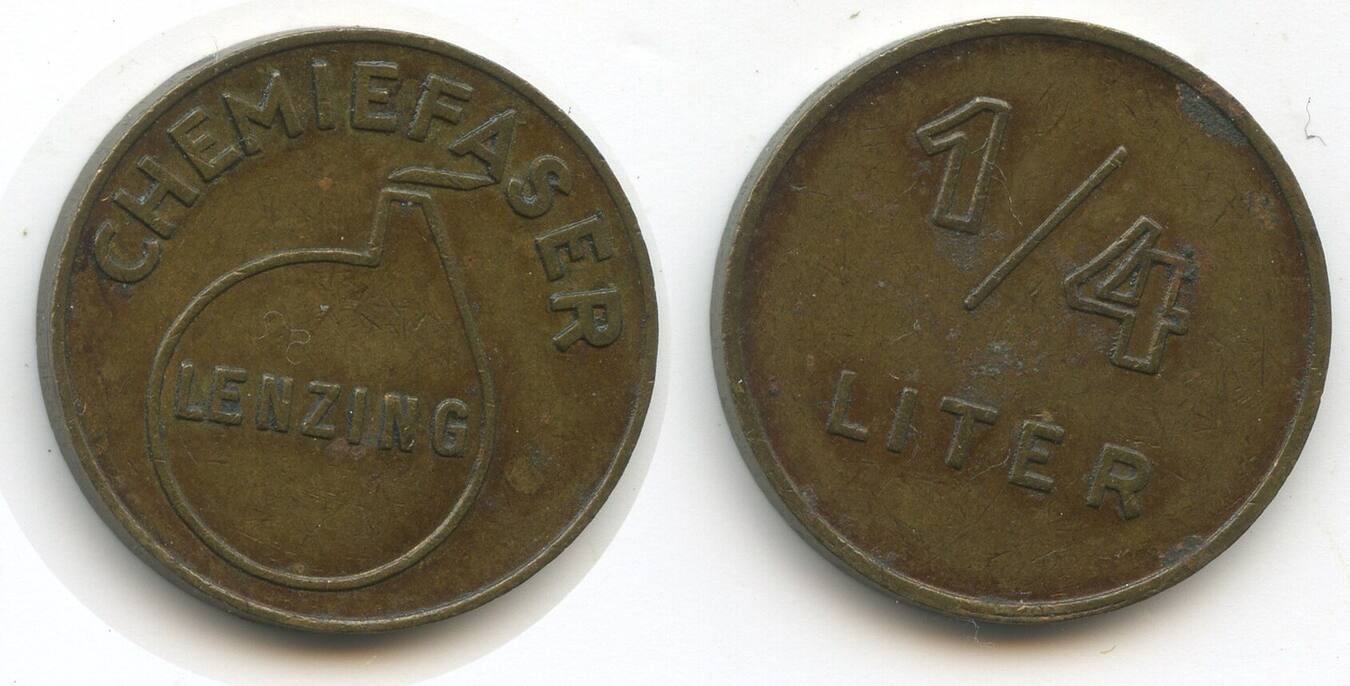 CHEMIEFASER
LENZING
1/4
LITER